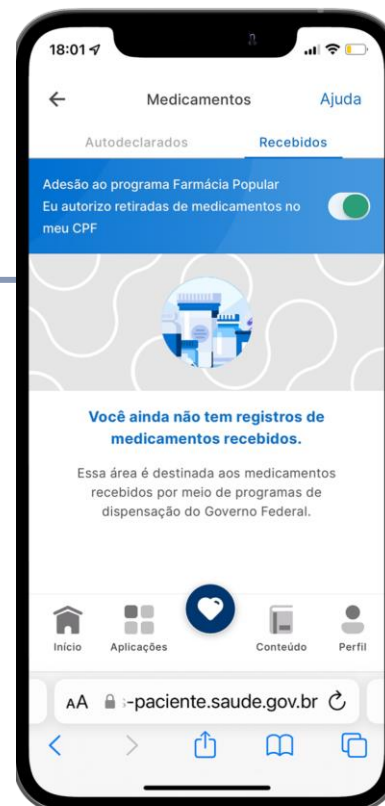 18:01
Medicamentos
Ajuda
Autodeclarados
Recebidos
Adesão ao programa Farmácia Popular
Eu autorizo retiradas de medicamentos no
meu CPF
Você ainda não tem registros de
medicamentos recebidos.
Essa área é destinada aos medicamentos
recebidos por meio de programas de
dispensação do Governo Federal.
Início
Aplicações
Conteúdo
Perfil
AA
-paciente.saude.gov.br